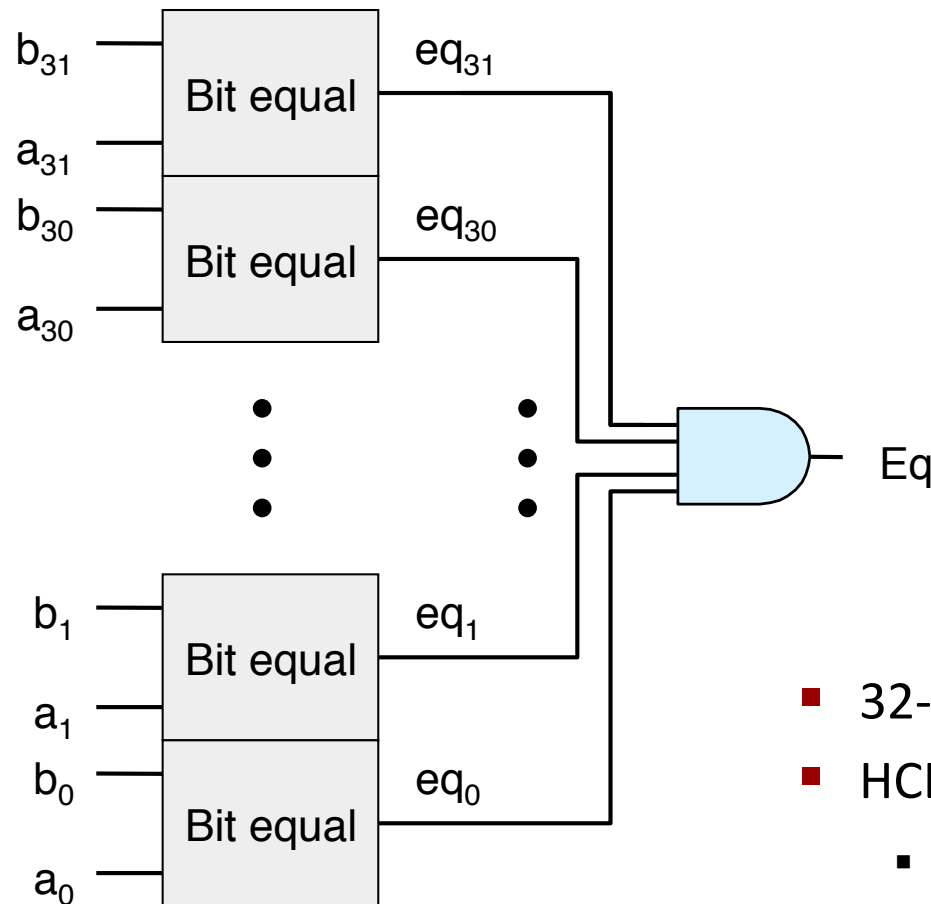 b₃₁
eq₃₁
Bit equal
a₃₁
b₃₀
eq₃₀
Bit equal
a₃₀
Eq
b₁
eq₁
Bit equal
a₁
b₀
eq₀
Bit equal
a₀
32-